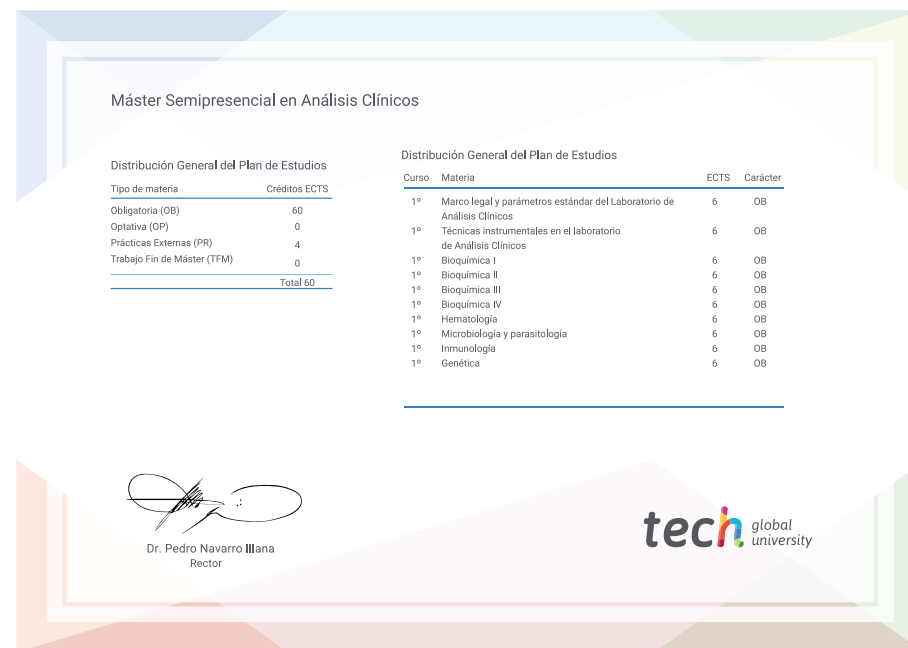 Máster Semipresencial en Análisis Clínicos
Distribución General del Plan de Estudios
Tipo de materia Créditos ECTS
Obligatoria (OB) 60
Optativa (OP) 0
Prácticas Externas (PR) 4
Trabajo Fin de Máster (TFM) 0
Total 60
Distribución General del Plan de Estudios
Curso Materia ECTS Carácter
1º Marco legal y parámetros estándar del Laboratorio de 6 OB
Análisis Clínicos
1º Técnicas instrumentales en el laboratorio 6 OB
de Análisis Clínicos
1º Bioquímica I 6 OB
1º Bioquímica II 6 OB
1º Bioquímica III 6 OB
1º Bioquímica IV 6 OB
1º Hematología 6 OB
1º Microbiología y parasitología 6 OB
1º Inmunología 6 OB
1º Genética 6 OB
Dr. Pedro Navarro Illana
Rector
tech global
university